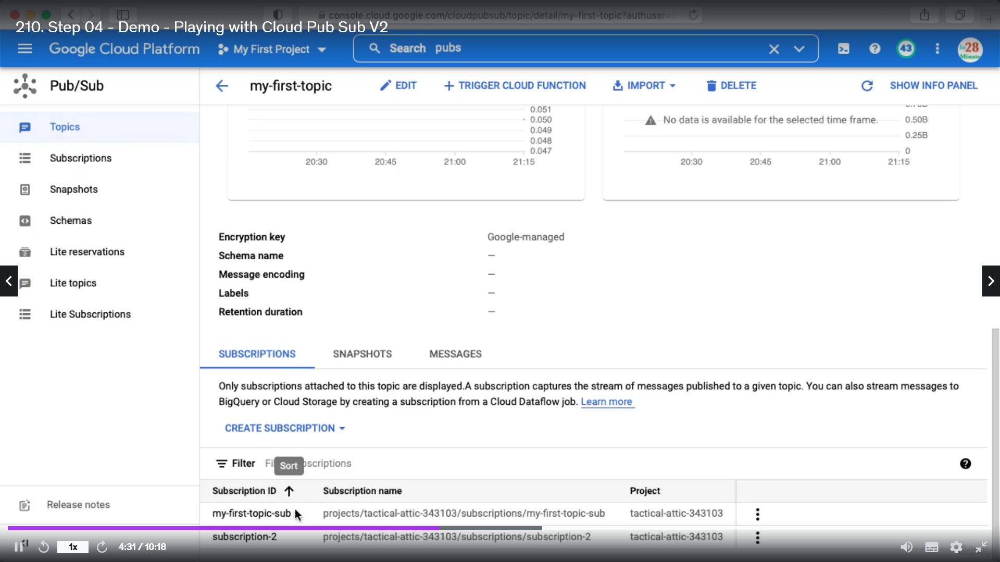 console.cloud.google.com/cloudpubsub/topic/detail/my-first-topic?authuser=
210. Step 04 - Demo - Playing with Cloud Pub Sub V2
Google Cloud Platform
My First Project
Search pubs
43
in28
Minutes
Pub/Sub
my-first-topic
EDIT
TRIGGER CLOUD FUNCTION
IMPORT
DELETE
SHOW INFO PANEL
Topics
Subscriptions
Snapshots
Schemas
Lite reservations
Lite topics
Lite Subscriptions
Release notes
0.051
0.050
0.049
0.048
0.047
20:30 20:45 21:00 21:15
No data is available for the selected time frame.
0.50B
0.25B
0
20:30 20:45 21:00 21:15
Encryption key Google-managed
Schema name —
Message encoding —
Labels —
Retention duration —
SUBSCRIPTIONS SNAPSHOTS MESSAGES
Only subscriptions attached to this topic are displayed.A subscription captures the stream of messages published to a given topic. You can also stream messages to
BigQuery or Cloud Storage by creating a subscription from a Cloud Dataflow job. Learn more
CREATE SUBSCRIPTION
Filter
Sort
Subscription ID Subscription name Project
my-first-topic-sub projects/tactical-attic-343103/subscriptions/my-first-topic-sub tactical-attic-343103
subscription-2 projects/tactical-attic-343103/subscriptions/subscription-2 tactical-attic-343103
1x 4:31 / 10:18